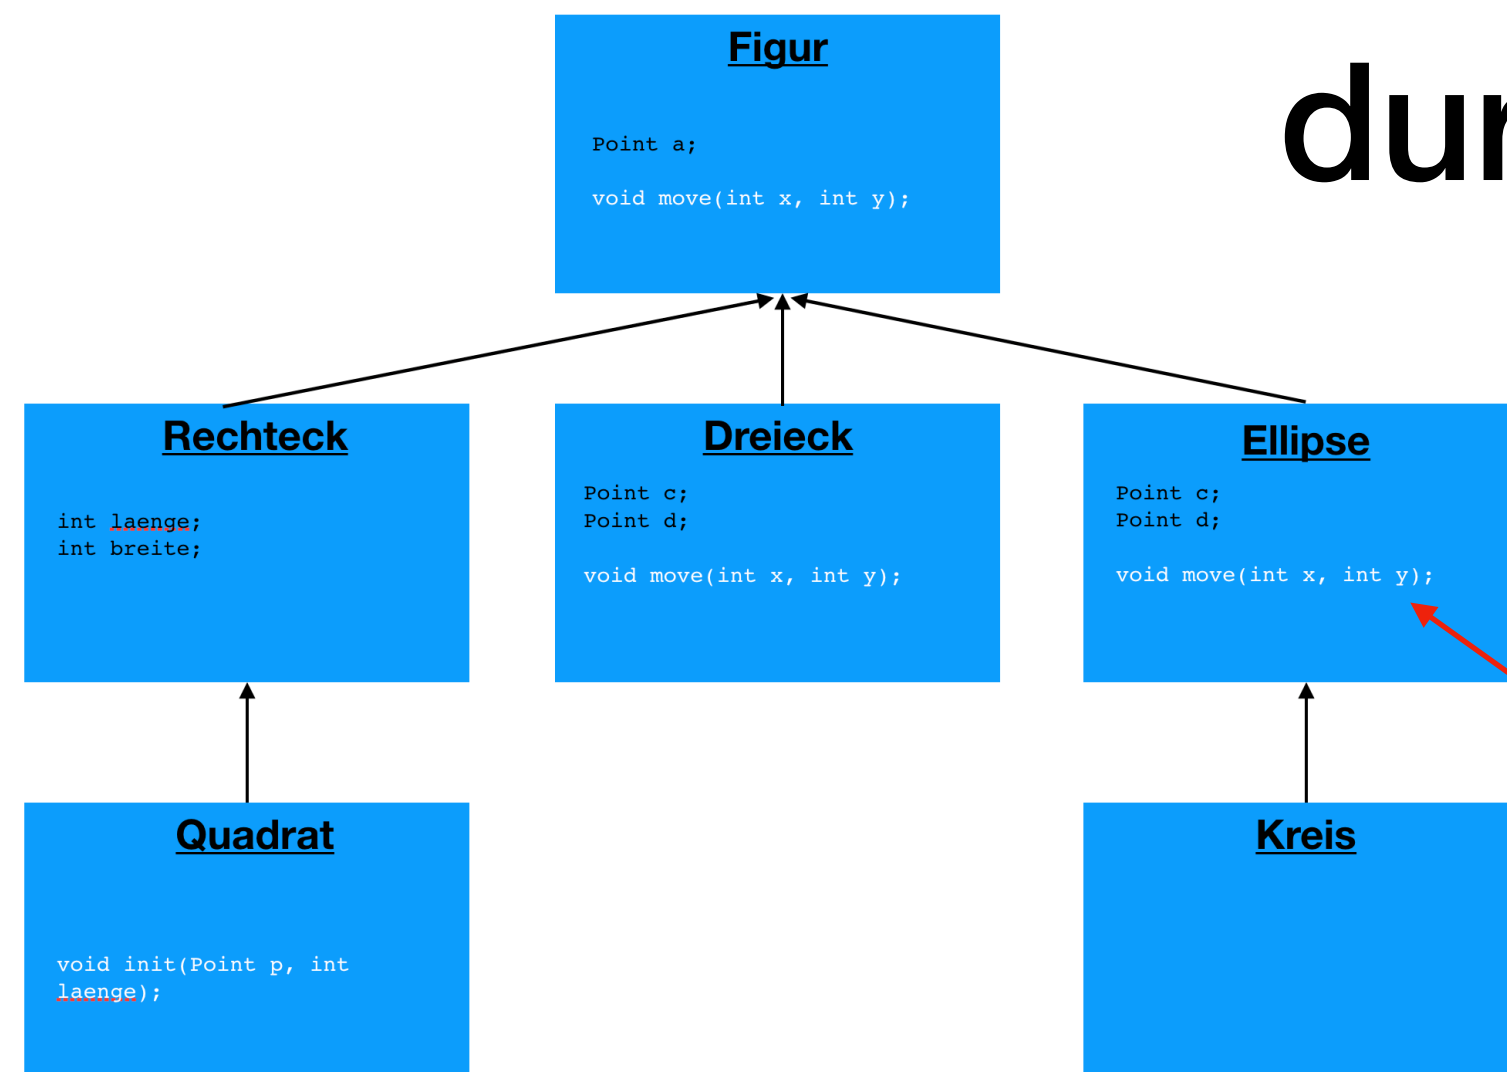 Figur
Point a;
void move(int x, int y);
Rechteck
int laenge;
int breite;
Dreieck
Point c;
Point d;
void move(int x, int y);
Ellipse
Point c;
Point d;
void move(int x, int y);
Quadrat
void init(Point p, int
laenge);
Kreis